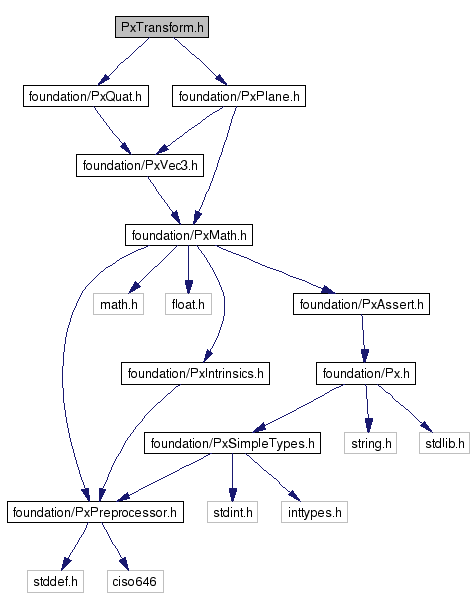 PxTransform.h
foundation/PxQuat.h
foundation/PxPlane.h
foundation/PxVec3.h
foundation/PxMath.h
math.h
float.h
foundation/PxAssert.h
foundation/PxIntrinsics.h
foundation/Px.h
foundation/PxSimpleTypes.h
string.h
stdlib.h
foundation/PxPreprocessor.h
stdint.h
inttypes.h
stddef.h
ciso646